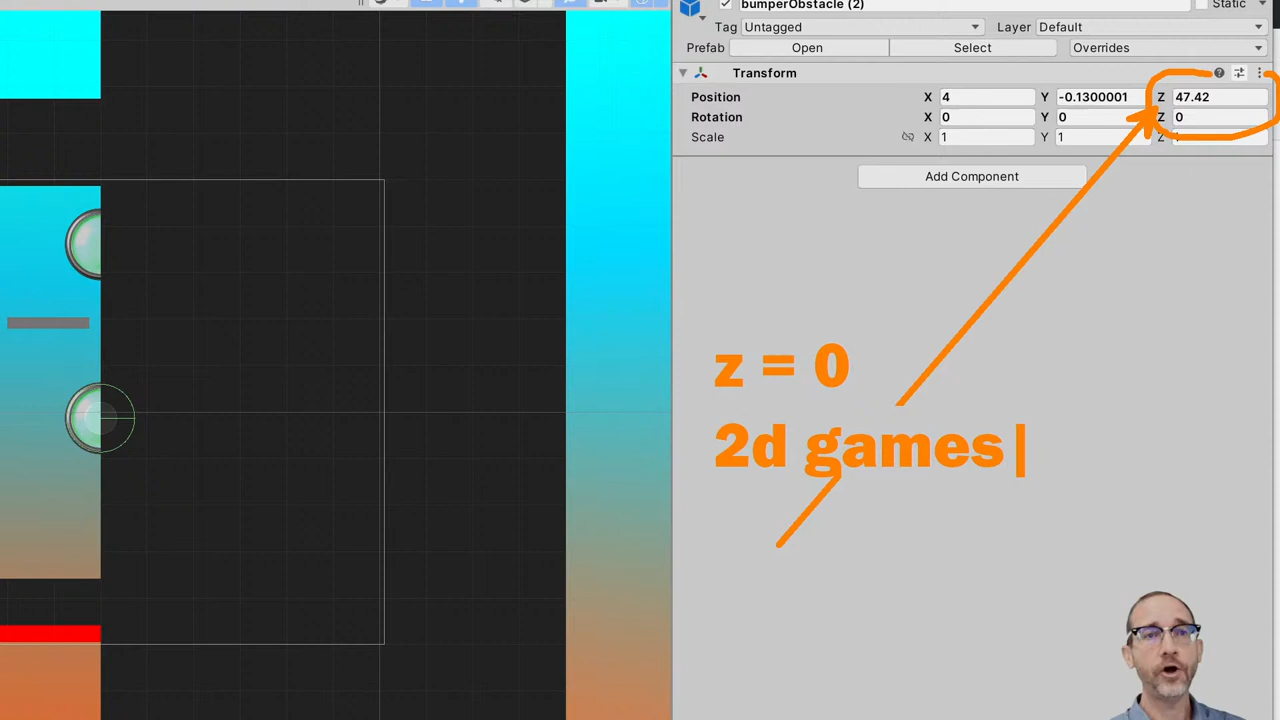 bumperObstacle (2)
Static
Tag Untagged Layer Default
Prefab Open Select Overrides
Transform
Position X 4 Y -0.1300001 Z 47.42
Rotation X 0 Y 0 Z 0
Scale X 1 Y 1 Z 1
Add Component
z = 0
2d games|